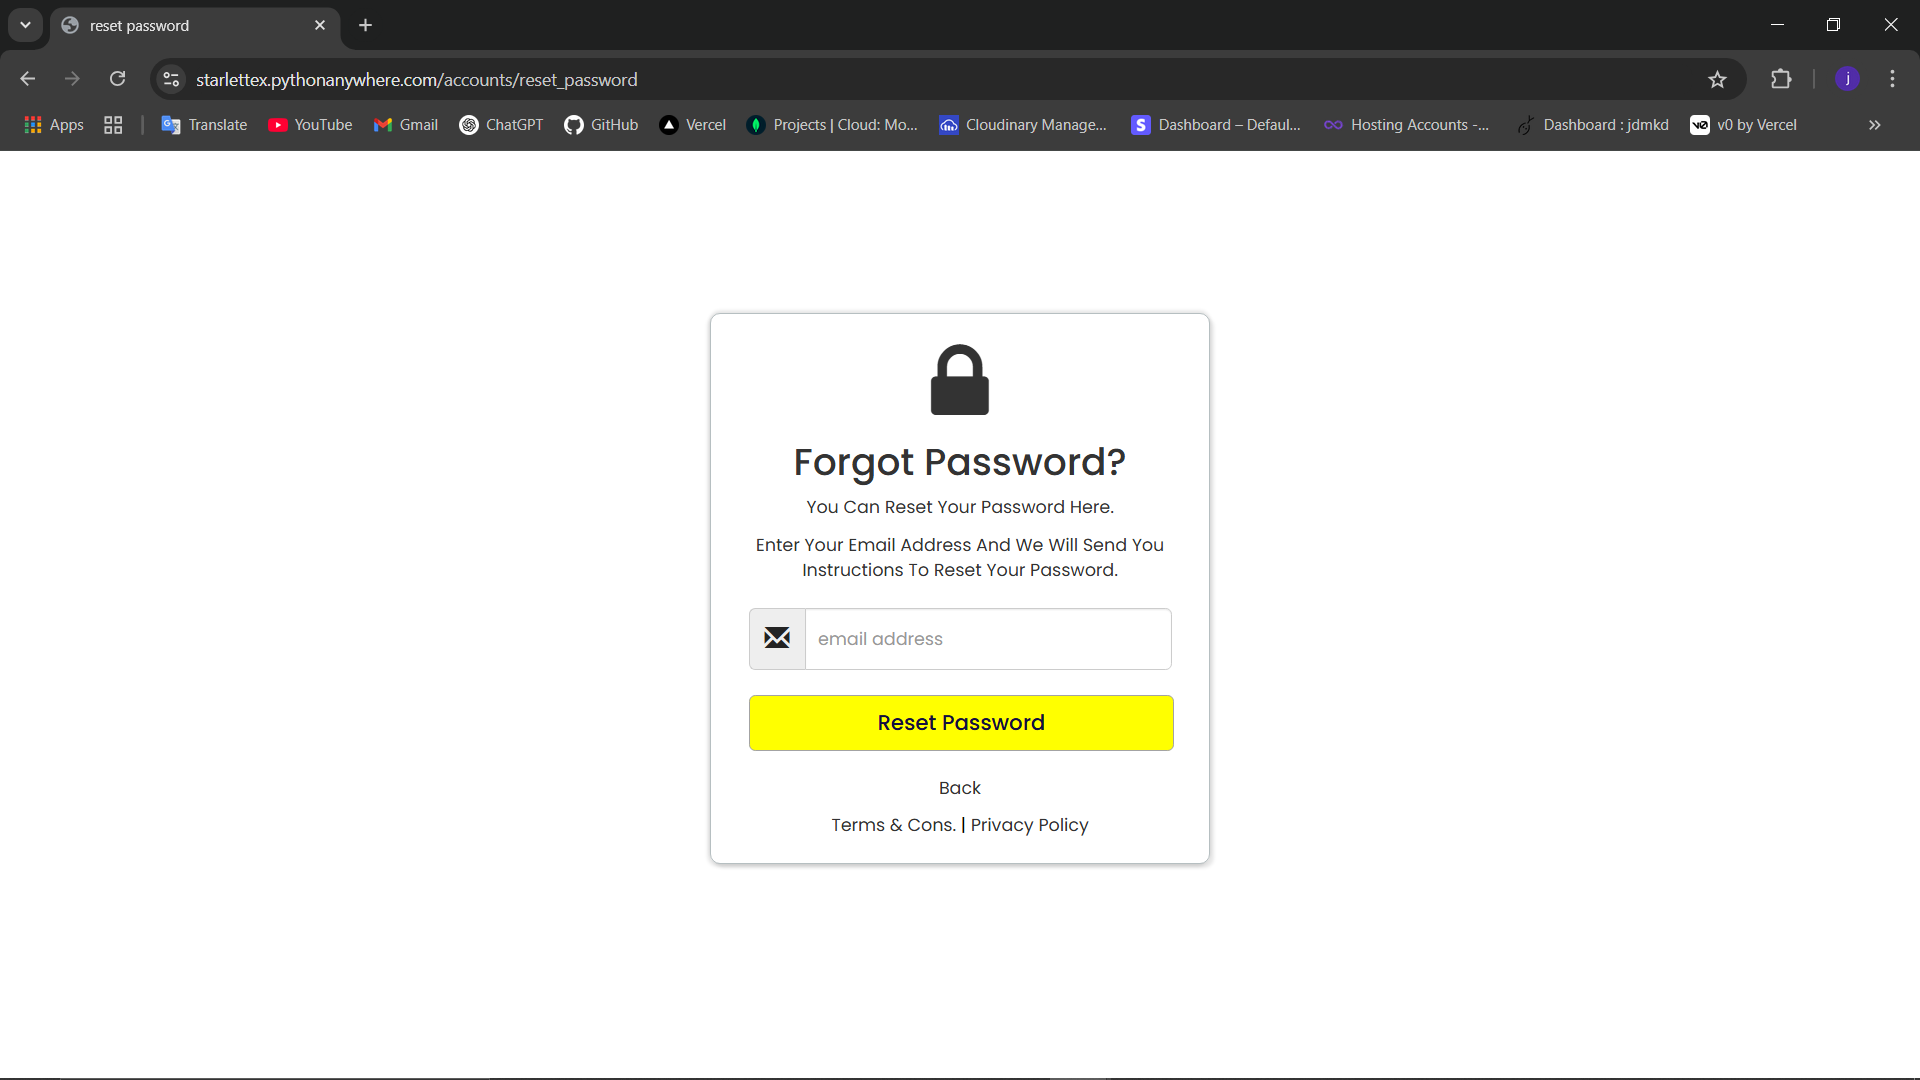 reset password
starlettex.pythonanywhere.com/accounts/reset_password
j
Apps
Translate
YouTube
Gmail
ChatGPT
GitHub
Vercel
Projects | Cloud: Mo...
Cloudinary Manage...
S
Dashboard – Defaul...
Hosting Accounts -...
Dashboard : jdmkd
v0 by Vercel
Forgot Password?
You Can Reset Your Password Here.
Enter Your Email Address And We Will Send You
Instructions To Reset Your Password.
email address
Reset Password
Back
Terms & Cons. | Privacy Policy